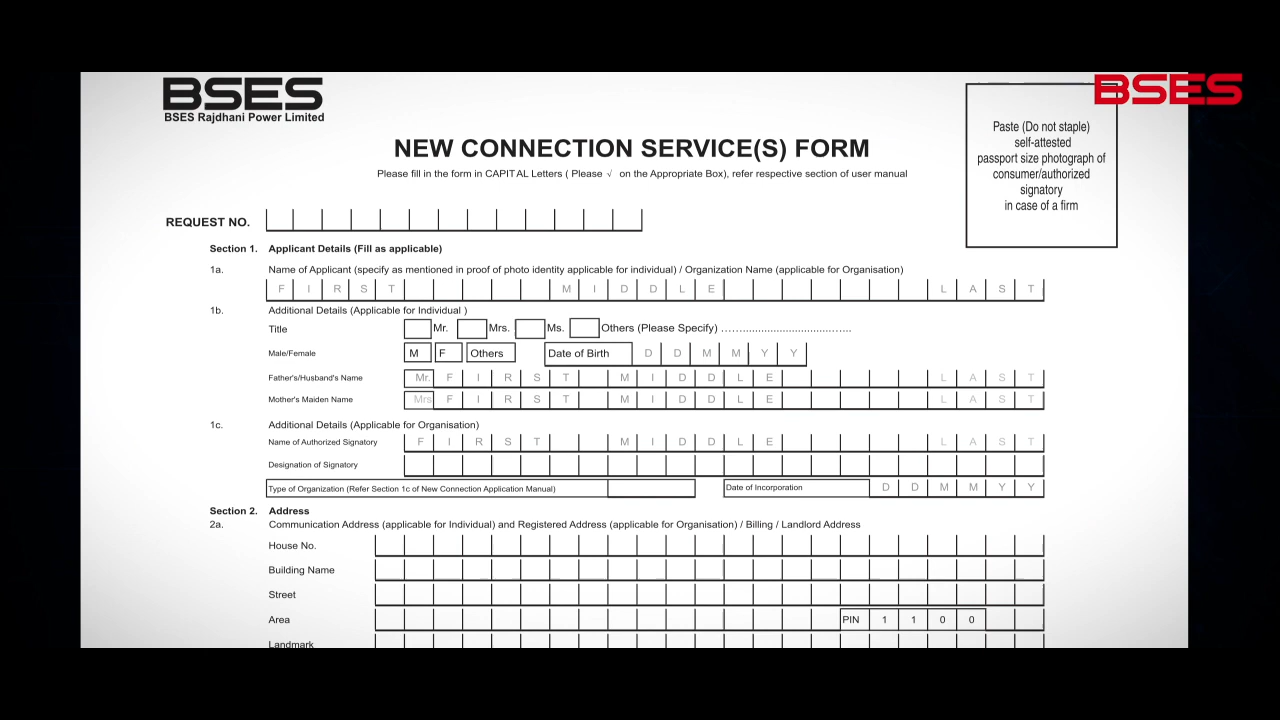 BSES
BSES Rajdhani Power Limited
BSES
NEW CONNECTION SERVICE(S) FORM
Please fill in the form in CAPITAL Letters ( Please √ on the Appropriate Box), refer respective section of user manual
Paste (Do not staple)
self-attested
passport size photograph of
consumer/authorized
signatory
in case of a firm
REQUEST NO.
Section 1. Applicant Details (Fill as applicable)
1a. Name of Applicant (specify as mentioned in proof of photo identity applicable for individual) / Organization Name (applicable for Organisation)
F I R S T M I D D L E L A S T
1b. Additional Details (Applicable for Individual )
Title Mr. Mrs. Ms. Others (Please Specify) ...................................
Male/Female M F Others Date of Birth D D M M Y Y
Father's/Husband's Name Mr. F I R S T M I D D L E L A S T
Mother's Maiden Name Mrs F I R S T M I D D L E L A S T
1c. Additional Details (Applicable for Organisation)
Name of Authorized Signatory F I R S T M I D D L E L A S T
Designation of Signatory
Type of Organization (Refer Section 1c of New Connection Application Manual) Date of Incorporation D D M M Y Y
Section 2. Address
2a. Communication Address (applicable for Individual) and Registered Address (applicable for Organisation) / Billing / Landlord Address
House No.
Building Name
Street
Area PIN 1 1 0 0
Landmark